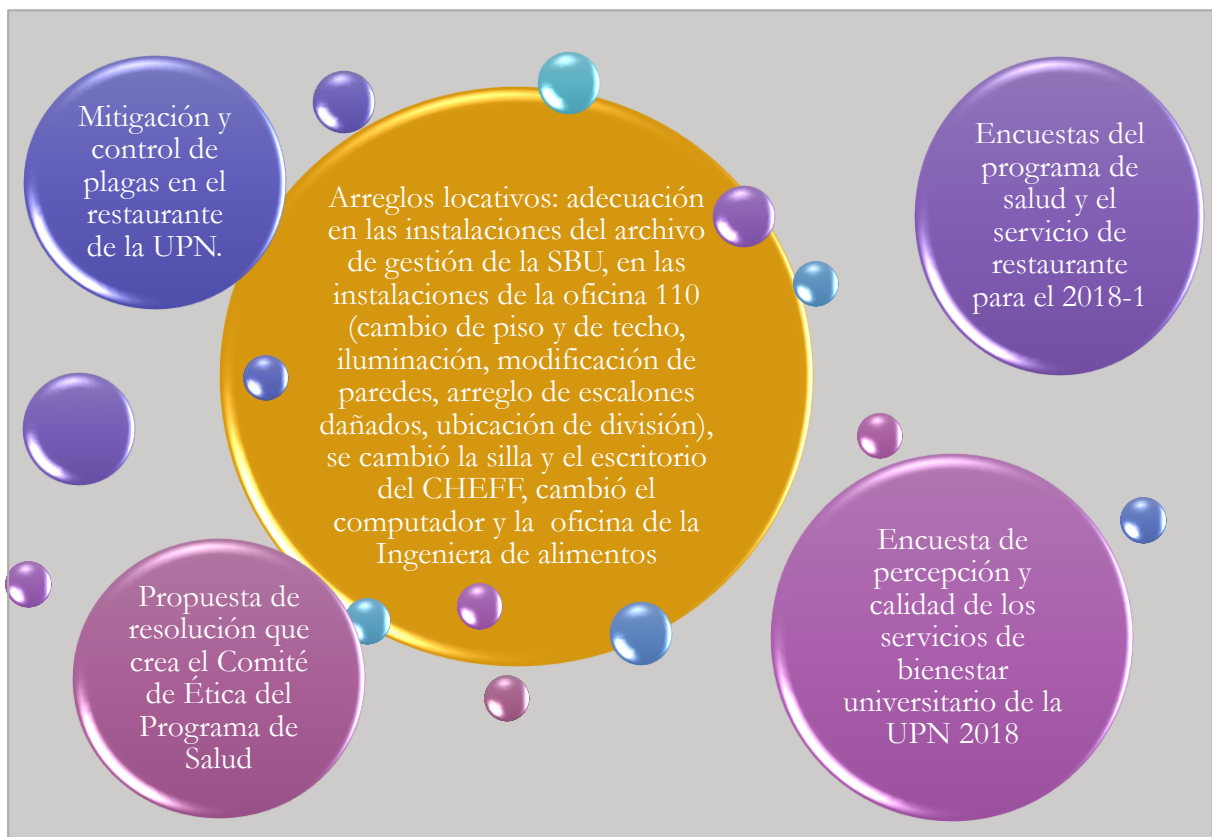 Mitigación y
control de
plagas en el
restaurante
de la UPN.
Arreglos locativos: adecuación
en las instalaciones del archivo
de gestión de la SBU, en las
instalaciones de la oficina 110
(cambio de piso y de techo,
iluminación, modificación de
paredes, arreglo de escalones
dañados, ubicación de división),
se cambió la silla y el escritorio
del CHEFF, cambió el
computador y la oficina de la
Ingeniera de alimentos
Encuestas del
programa de
salud y el
servicio de
restaurante
para el 2018-1
Propuesta de
resolución que
crea el Comité
de Ética del
Programa de
Salud
Encuesta de
percepción y
calidad de los
servicios de
bienestar
universitario de la
UPN 2018